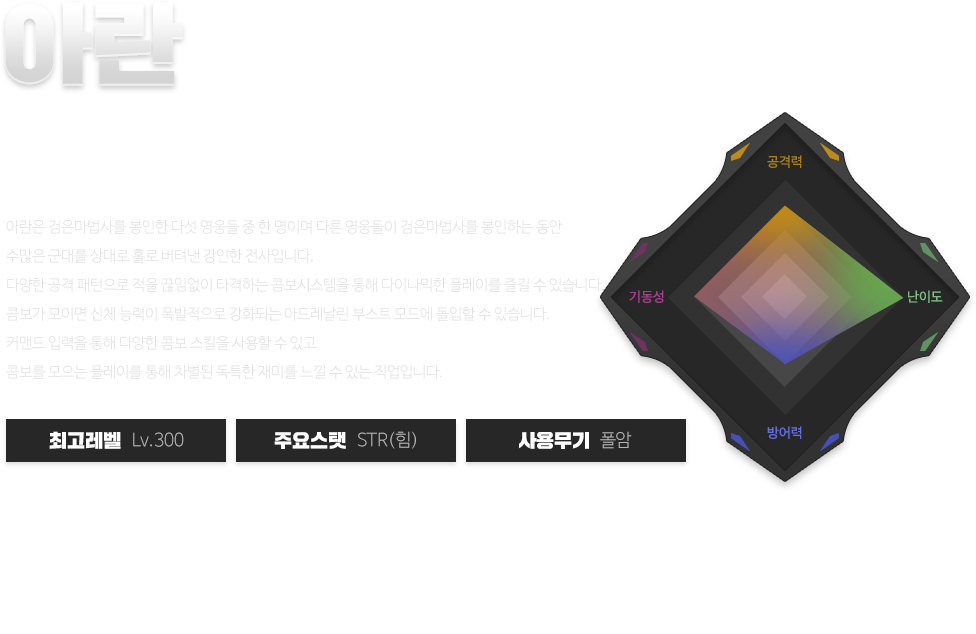 아란
아란은 검은마법사를 봉인한 다섯 영웅들 중 한 명이며 다른 영웅들이 검은마법사를 봉인하는 동안
수많은 군대를 상대로 홀로 버텨낸 강인한 전사입니다.
다양한 공격 패턴으로 적을 끊임없이 타격하는 콤보시스템을 통해 다이나믹한 플레이를 즐길 수 있습니다.
콤보가 모이면 신체 능력이 폭발적으로 강화되는 아드레날린 부스트 모드에 돌입할 수 있습니다.
커맨드 입력을 통해 다양한 콤보 스킬을 사용할 수 있고
콤보를 모으는 플레이를 통해 차별된 독특한 재미를 느낄 수 있는 직업입니다.
최고레벨 Lv.300
주요스탯 STR(힘)
사용무기 폴암
공격력
기동성
난이도
방어력